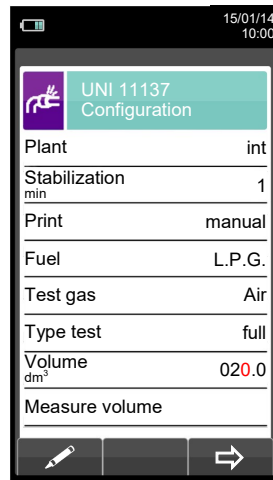 15/01/14
10:00
UNI 11137
Configuration
Plant int
Stabilization 1
min
Print manual
Fuel L.P.G.
Test gas Air
Type test full
Volume 020.0
dm³
Measure volume